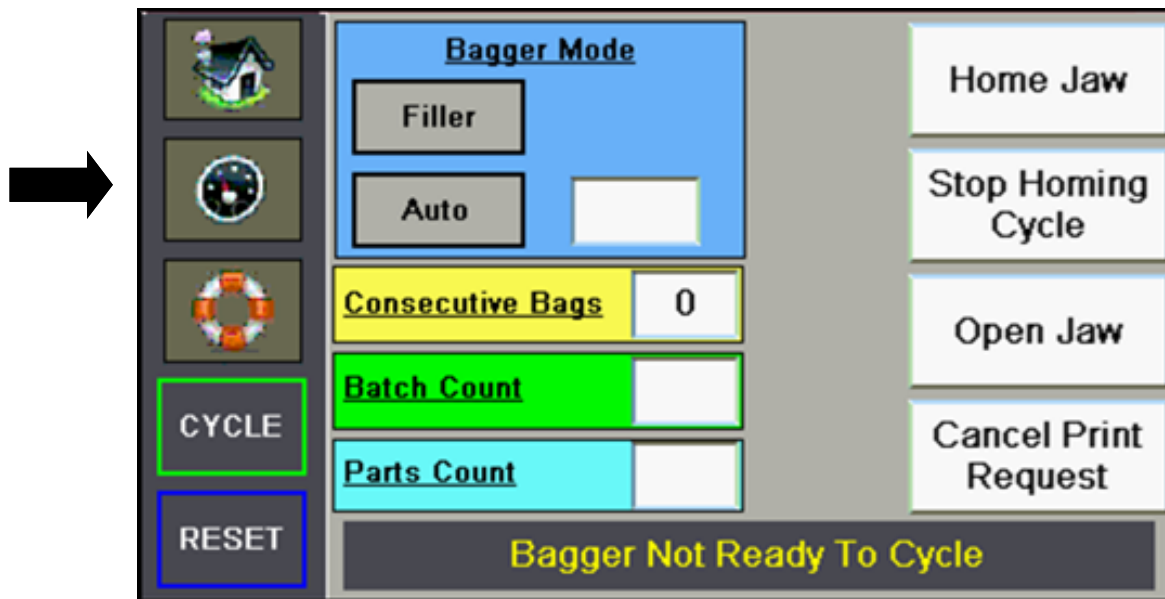 Bagger Mode
Filler
Auto
Consecutive Bags 0
Batch Count
Parts Count
CYCLE
RESET
Home Jaw
Stop Homing
Cycle
Open Jaw
Cancel Print
Request
Bagger Not Ready To Cycle